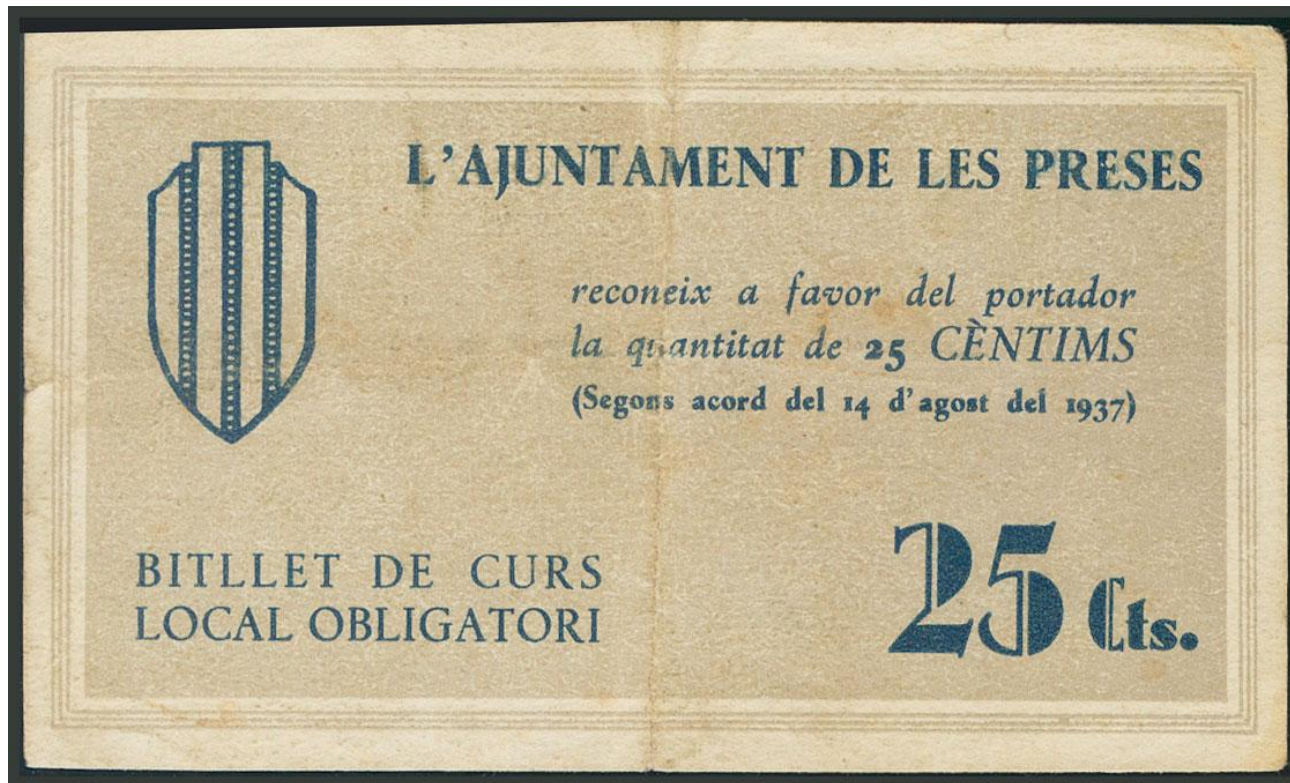 L'AJUNTAMENT DE LES PRESES
reconeix a favor del portador
la quantitat de 25 CÈNTIMS
(Segons acord del 14 d'agost del 1937)
BITLLET DE CURS
LOCAL OBLIGATORI
25 Cts.